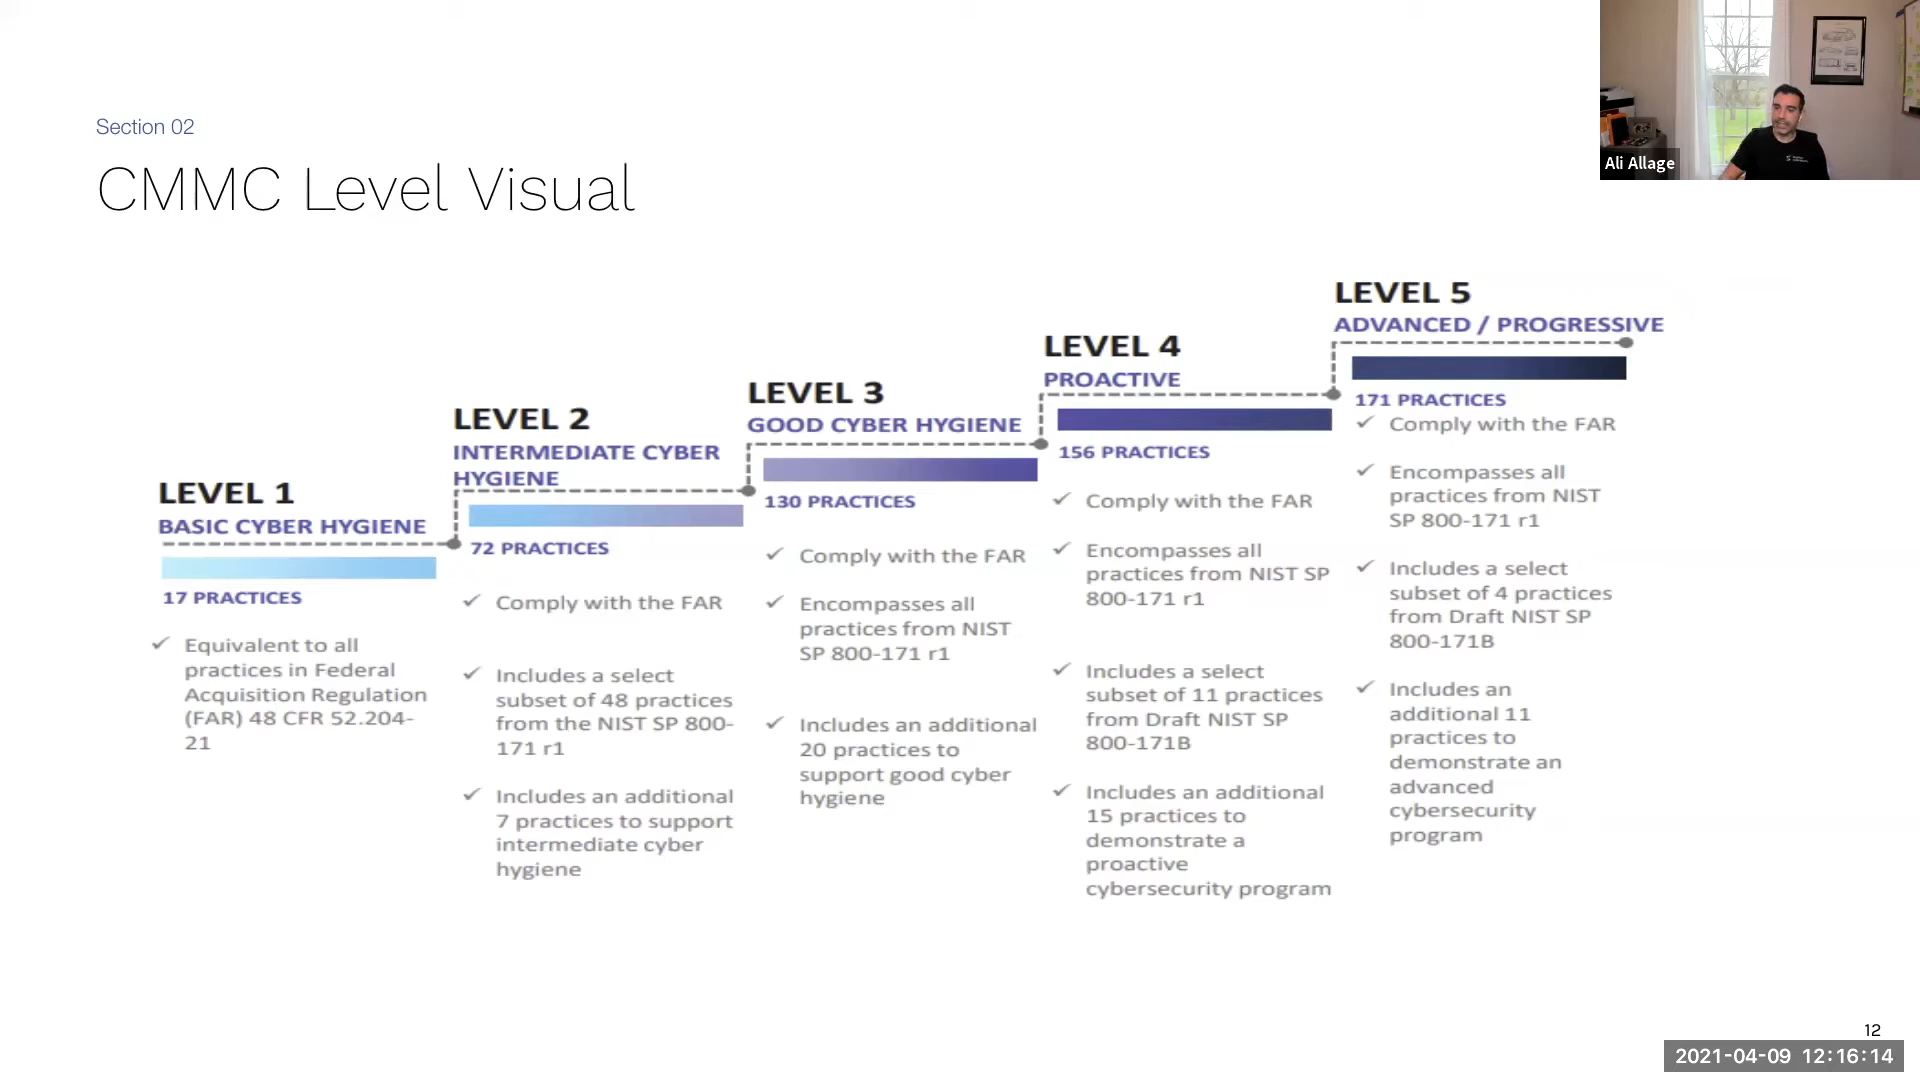 Section 02
CMMC Level Visual
Ali Allage
LEVEL 1
BASIC CYBER HYGIENE
17 PRACTICES
✓ Equivalent to all
practices in Federal
Acquisition Regulation
(FAR) 48 CFR 52.204-
21
LEVEL 2
INTERMEDIATE CYBER
HYGIENE
72 PRACTICES
✓ Comply with the FAR
✓ Includes a select
subset of 48 practices
from the NIST SP 800-
171 r1
✓ Includes an additional
7 practices to support
intermediate cyber
hygiene
LEVEL 3
GOOD CYBER HYGIENE
130 PRACTICES
✓ Comply with the FAR
✓ Encompasses all
practices from NIST
SP 800-171 r1
✓ Includes an additional
20 practices to
support good cyber
hygiene
LEVEL 4
PROACTIVE
156 PRACTICES
✓ Comply with the FAR
✓ Encompasses all
practices from NIST SP
800-171 r1
✓ Includes a select
subset of 11 practices
from Draft NIST SP
800-171B
✓ Includes an additional
15 practices to
demonstrate a
proactive
cybersecurity program
LEVEL 5
ADVANCED / PROGRESSIVE
171 PRACTICES
✓ Comply with the FAR
✓ Encompasses all
practices from NIST
SP 800-171 r1
✓ Includes a select
subset of 4 practices
from Draft NIST SP
800-171B
✓ Includes an
additional 11
practices to
demonstrate an
advanced
cybersecurity
program
12
2021-04-09 12:16:14